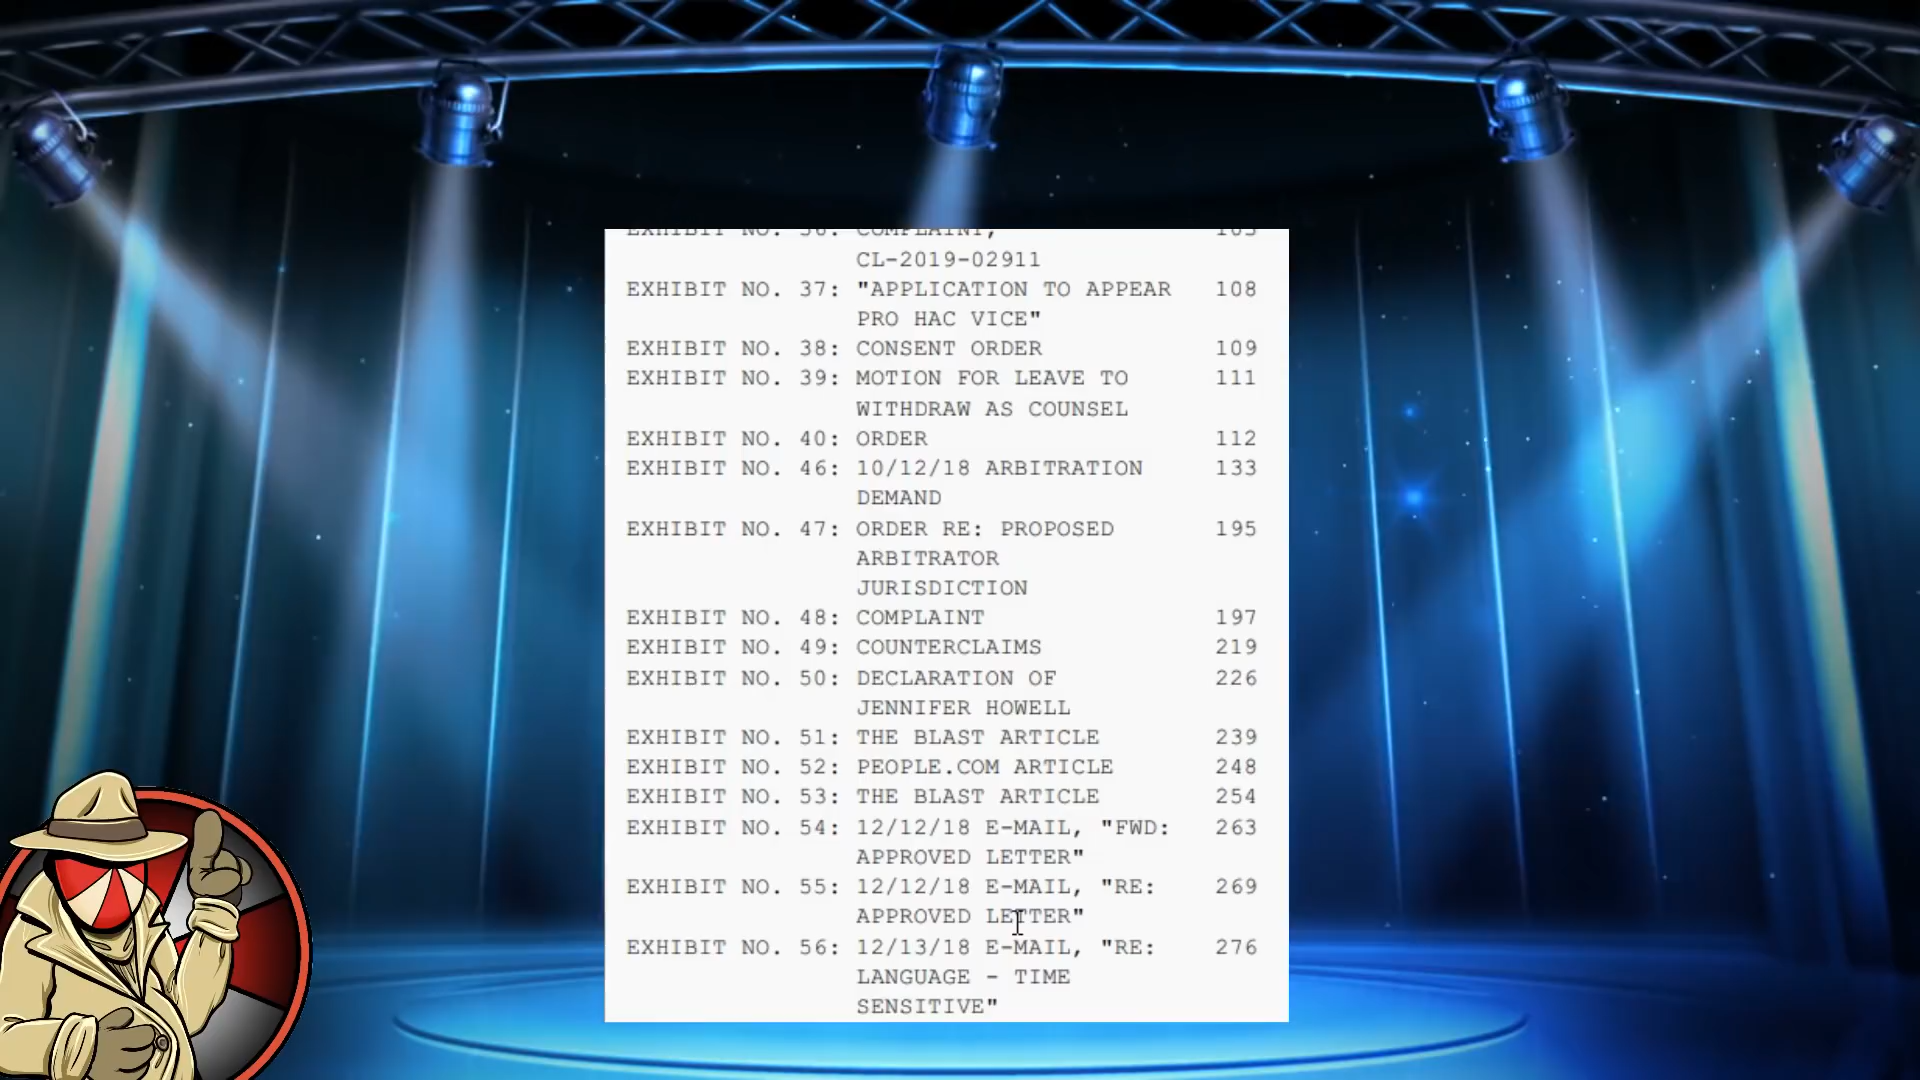 EXHIBIT NO. 36: COMPLAINT, 105
CL-2019-02911
EXHIBIT NO. 37: "APPLICATION TO APPEAR 108
PRO HAC VICE"
EXHIBIT NO. 38: CONSENT ORDER 109
EXHIBIT NO. 39: MOTION FOR LEAVE TO 111
WITHDRAW AS COUNSEL
EXHIBIT NO. 40: ORDER 112
EXHIBIT NO. 46: 10/12/18 ARBITRATION 133
DEMAND
EXHIBIT NO. 47: ORDER RE: PROPOSED 195
ARBITRATOR
JURISDICTION
EXHIBIT NO. 48: COMPLAINT 197
EXHIBIT NO. 49: COUNTERCLAIMS 219
EXHIBIT NO. 50: DECLARATION OF 226
JENNIFER HOWELL
EXHIBIT NO. 51: THE BLAST ARTICLE 239
EXHIBIT NO. 52: PEOPLE.COM ARTICLE 248
EXHIBIT NO. 53: THE BLAST ARTICLE 254
EXHIBIT NO. 54: 12/12/18 E-MAIL, "FWD: 263
APPROVED LETTER"
EXHIBIT NO. 55: 12/12/18 E-MAIL, "RE: 269
APPROVED LETTER"
EXHIBIT NO. 56: 12/13/18 E-MAIL, "RE: 276
LANGUAGE - TIME
SENSITIVE"